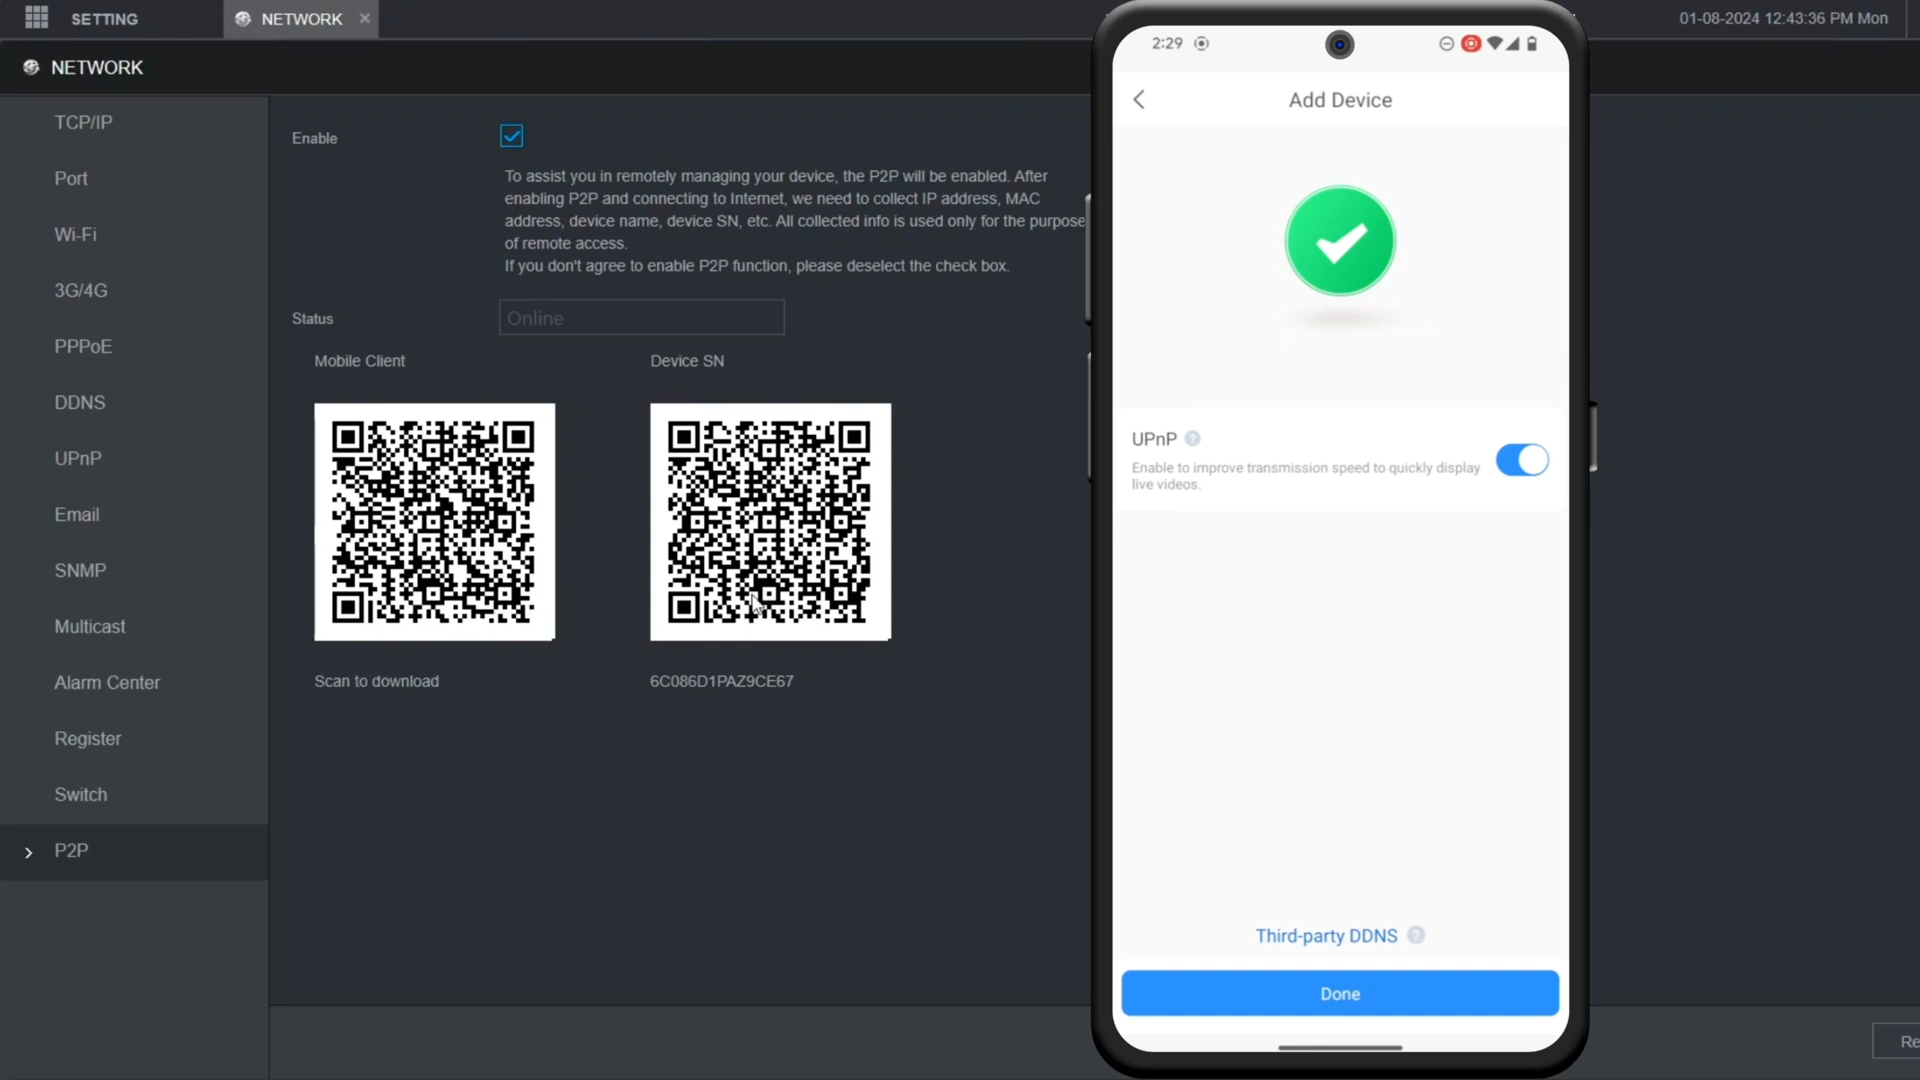 SETTING
NETWORK
01-08-2024 12:43:36 PM Mon
NETWORK
TCP/IP
Port
Wi-Fi
3G/4G
PPPoE
DDNS
UPnP
Email
SNMP
Multicast
Alarm Center
Register
Switch
P2P
Enable
To assist you in remotely managing your device, the P2P will be enabled. After
enabling P2P and connecting to Internet, we need to collect IP address, MAC
address, device name, device SN, etc. All collected info is used only for the purpose
of remote access.
If you don't agree to enable P2P function, please deselect the check box.
Status
Online
Mobile Client
Device SN
Scan to download
6C086D1PAZ9CE67
Re
2:29
Add Device
UPnP ?
Enable to improve transmission speed to quickly display
live videos.
Third-party DDNS ?
Done